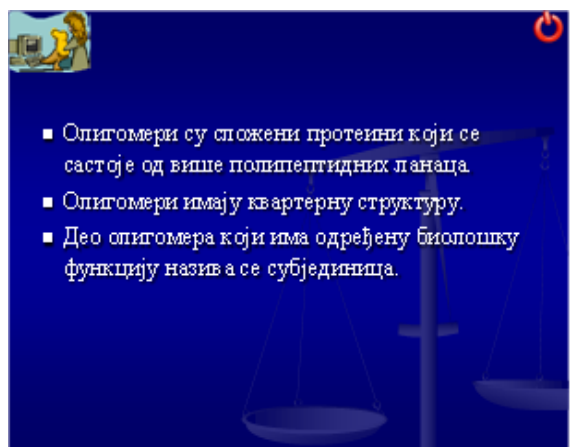 Олигомери су сложени протеини који се
састоје од више полипептидних ланаца.
Олигомери имају квартерну структуру.
Део олигомера који има одређену биолошку
функцију назива се субјединица.